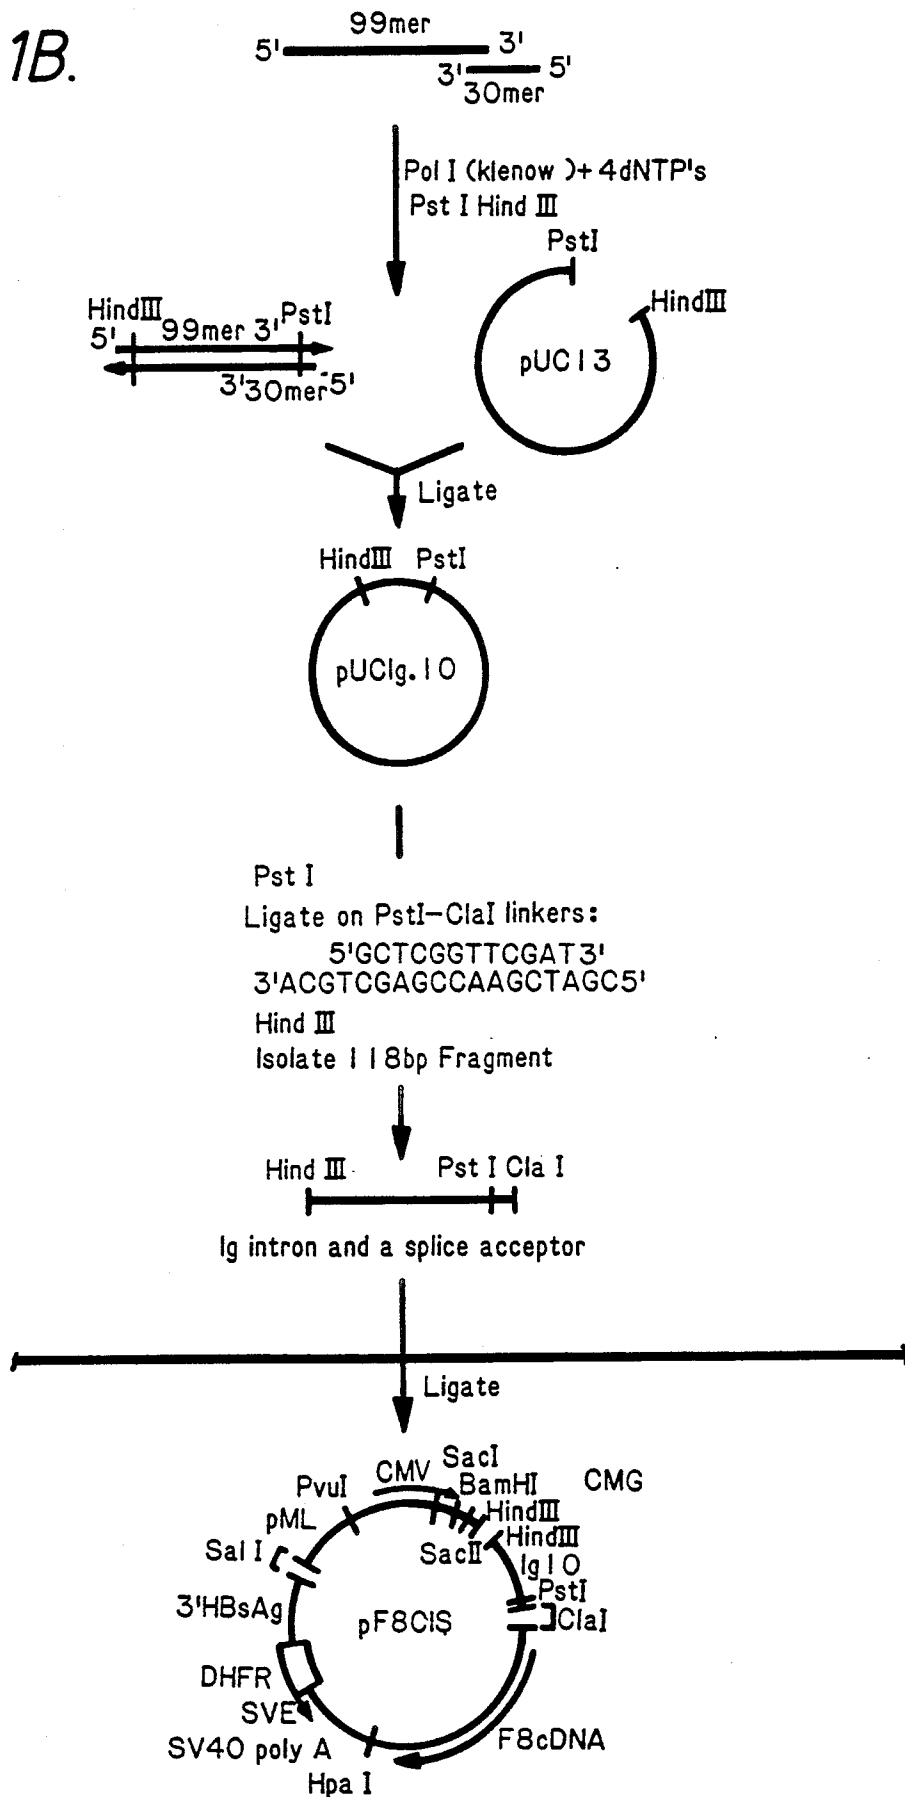 1B.
99mer
5' 3'
3' 5'
30mer
Pol I (klenow )+ 4dNTP's
Pst I Hind III
PstI
HindIII
pUC13
HindIII
PstI
5' 99mer 3'
3'30mer-5'
Ligate
HindIII PstI
pUCIg.10
Pst I
Ligate on PstI-ClaI linkers:
5'GCTCGGTTCGAT3'
3'ACGTCGAGCCAAGCTAGC5'
Hind III
Isolate 118bp Fragment
Hind III Pst I Cla I
Ig intron and a splice acceptor
Ligate
SacI
CMV
BamHI
CMG
PvuI
HindIII
pML
HindIII
SacII
Sal I
Ig10
PstI
3'HBsAg
pF8CIS
ClaI
DHFR
SVE
F8cDNA
SV40 poly A
Hpa I